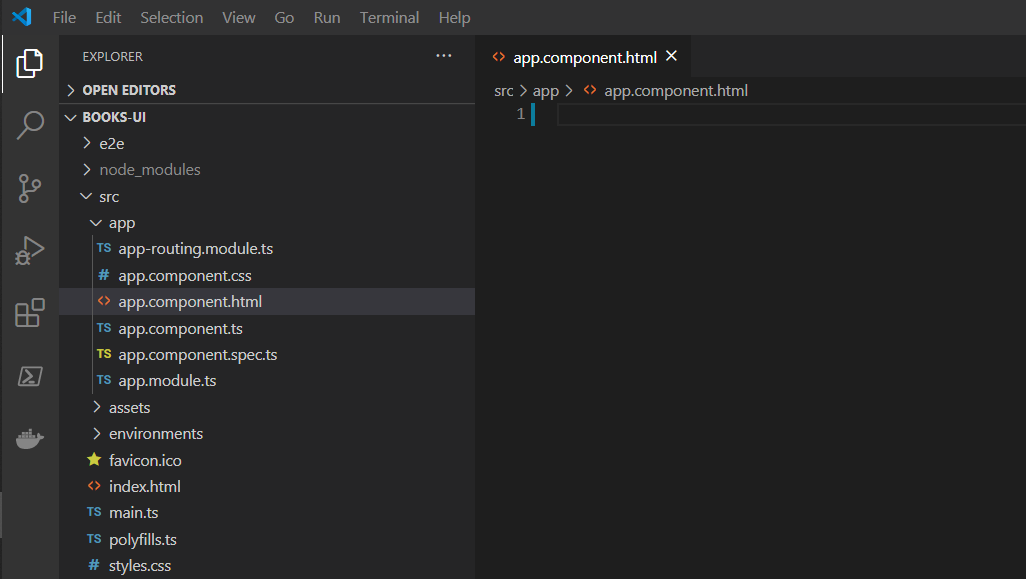 File Edit Selection View Go Run Terminal Help
EXPLORER ···
OPEN EDITORS
BOOKS-UI
e2e
node_modules
src
app
TS app-routing.module.ts
# app.component.css
<> app.component.html
TS app.component.ts
TS app.component.spec.ts
TS app.module.ts
assets
environments
favicon.ico
<> index.html
TS main.ts
TS polyfills.ts
# styles.css
<> app.component.html ×
src > app > <> app.component.html
1